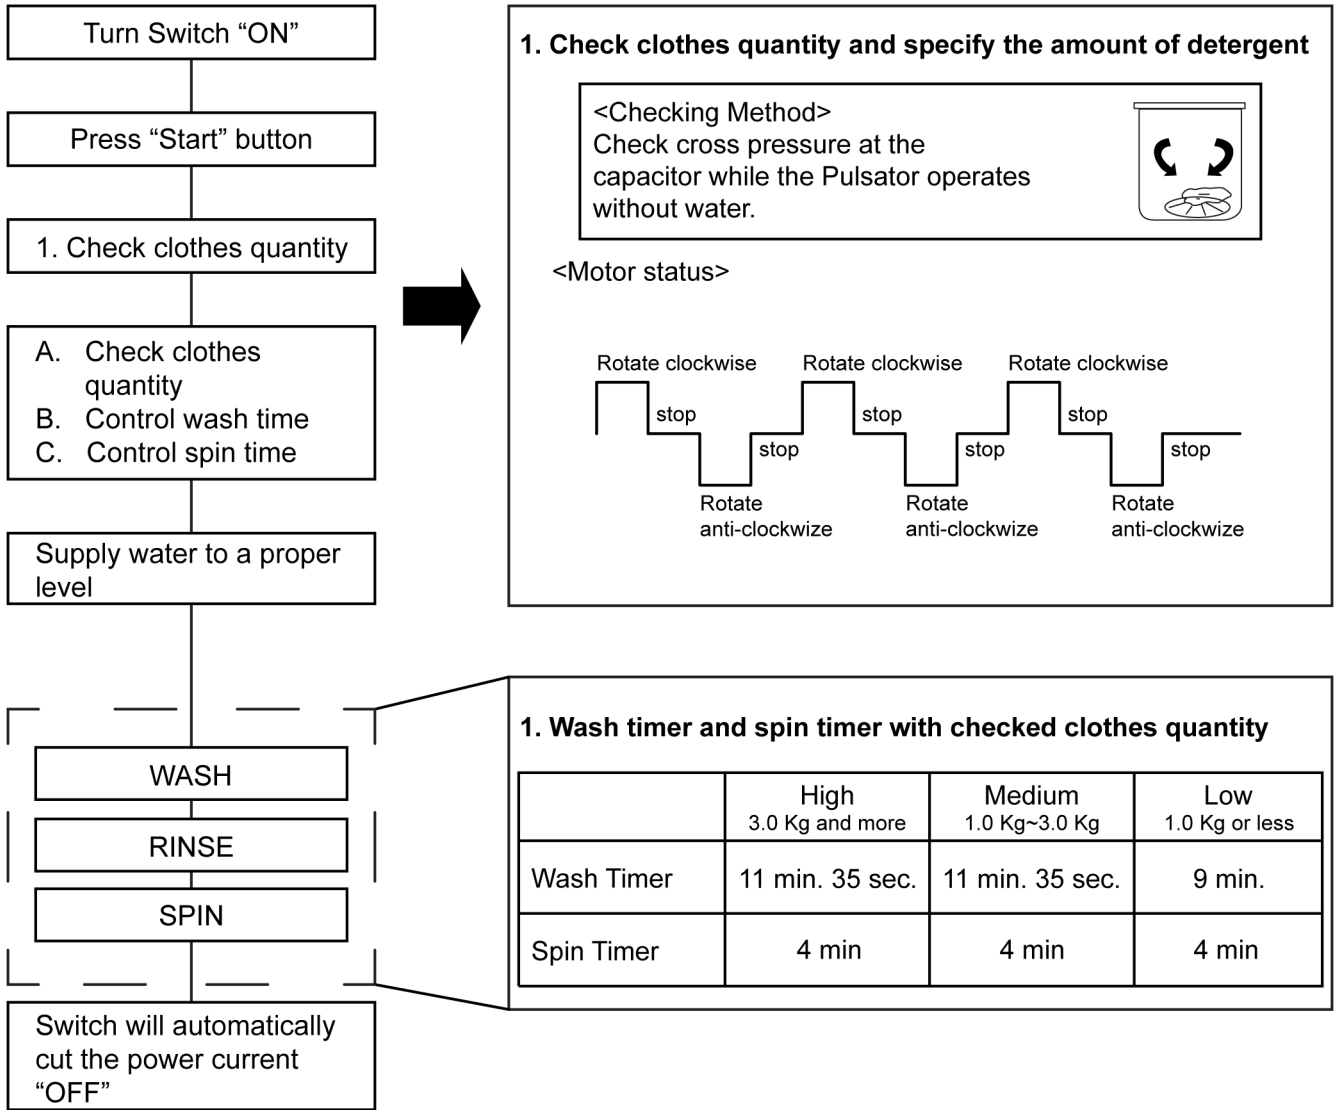 Turn Switch “ON”
Press “Start” button
1. Check clothes quantity
A. Check clothes
quantity
B. Control wash time
C. Control spin time
Supply water to a proper
level
WASH
RINSE
SPIN
Switch will automatically
cut the power current
“OFF”
1. Check clothes quantity and specify the amount of detergent
<Checking Method>
Check cross pressure at the
capacitor while the Pulsator operates
without water.
<Motor status>
Rotate clockwise Rotate clockwise Rotate clockwise
stop stop stop
stop stop stop
Rotate Rotate Rotate
anti-clockwize anti-clockwize anti-clockwize
1. Wash timer and spin timer with checked clothes quantity
High Medium Low
3.0 Kg and more 1.0 Kg~3.0 Kg 1.0 Kg or less
Wash Timer 11 min. 35 sec. 11 min. 35 sec. 9 min.
Spin Timer 4 min 4 min 4 min